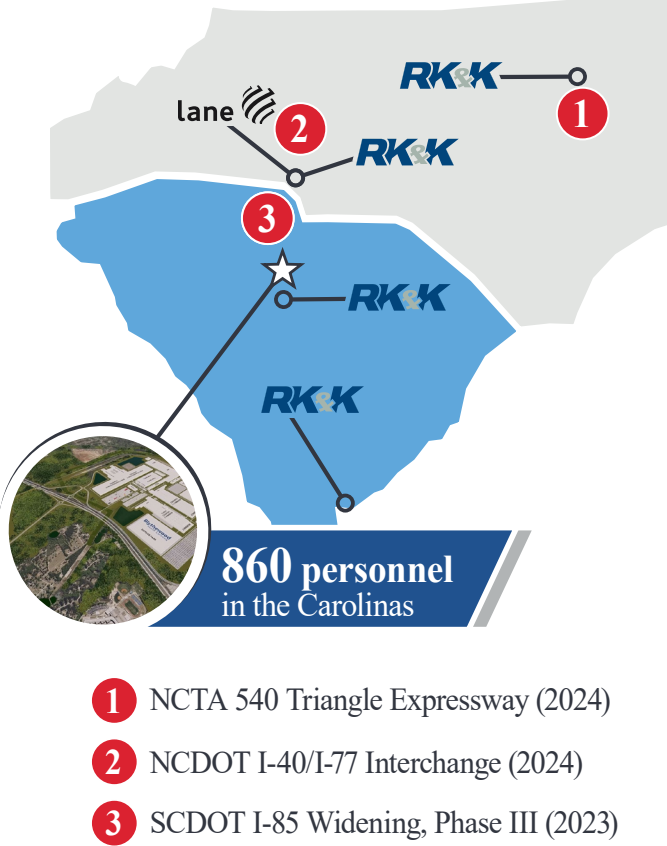 RK&K
1
lane
2
RK&K
3
RK&K
RK&K
860 personnel
in the Carolinas
1 NCTA 540 Triangle Expressway (2024)
2 NCDOT I-40/I-77 Interchange (2024)
3 SCDOT I-85 Widening, Phase III (2023)